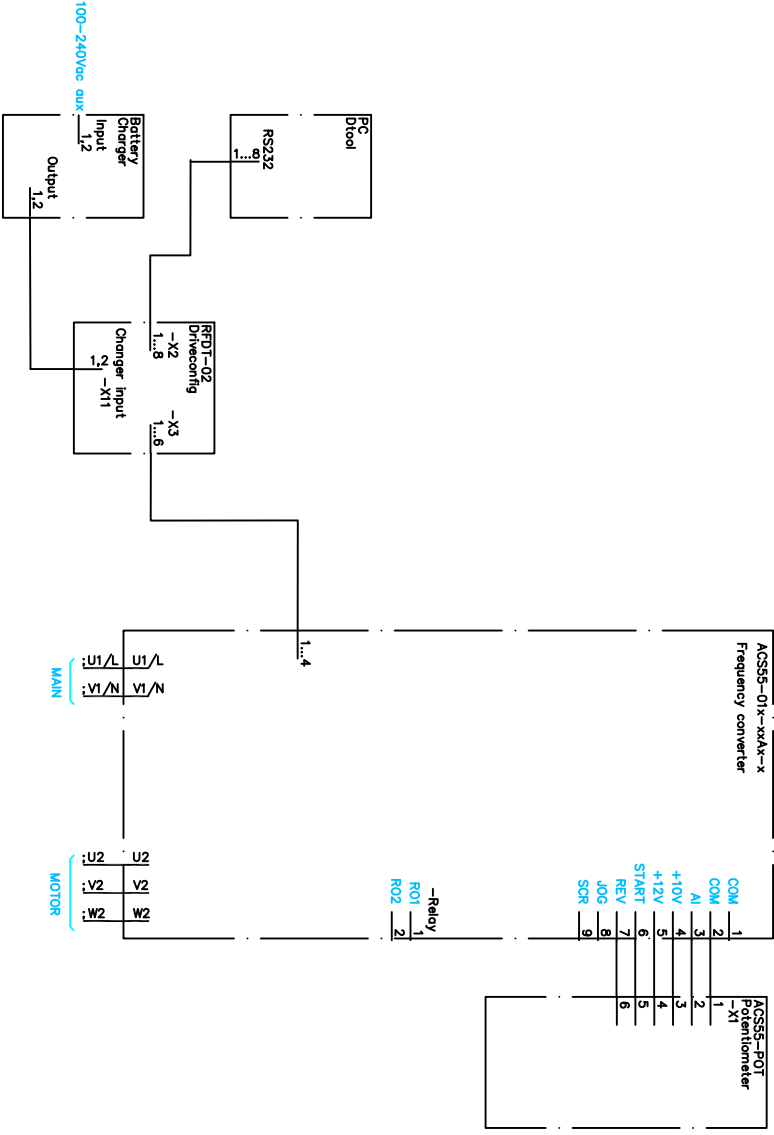 100-240Vac aux
Battery
Charger
Input
1,2
Output
1,2
PC
Dtool
RS232
1...8
RFDT-02
Driveconfig
-X2
1...8
-X3
1...6
Changer input
1,2
-X11
ACS55-01x-xxAx-x
Frequency converter
1...4
;U1/L U1/L
;V1/N V1/N
MAIN
;U2 U2
;V2 V2
;W2 W2
MOTOR
COM 1
COM 2
AI 3
+10V 4
+12V 5
START 6
REV 7
JOG 8
SCR 9
-Relay
RO1 1
RO2 2
ACS55-POT
Potentiometer
-X1
1
2
3
4
5
6